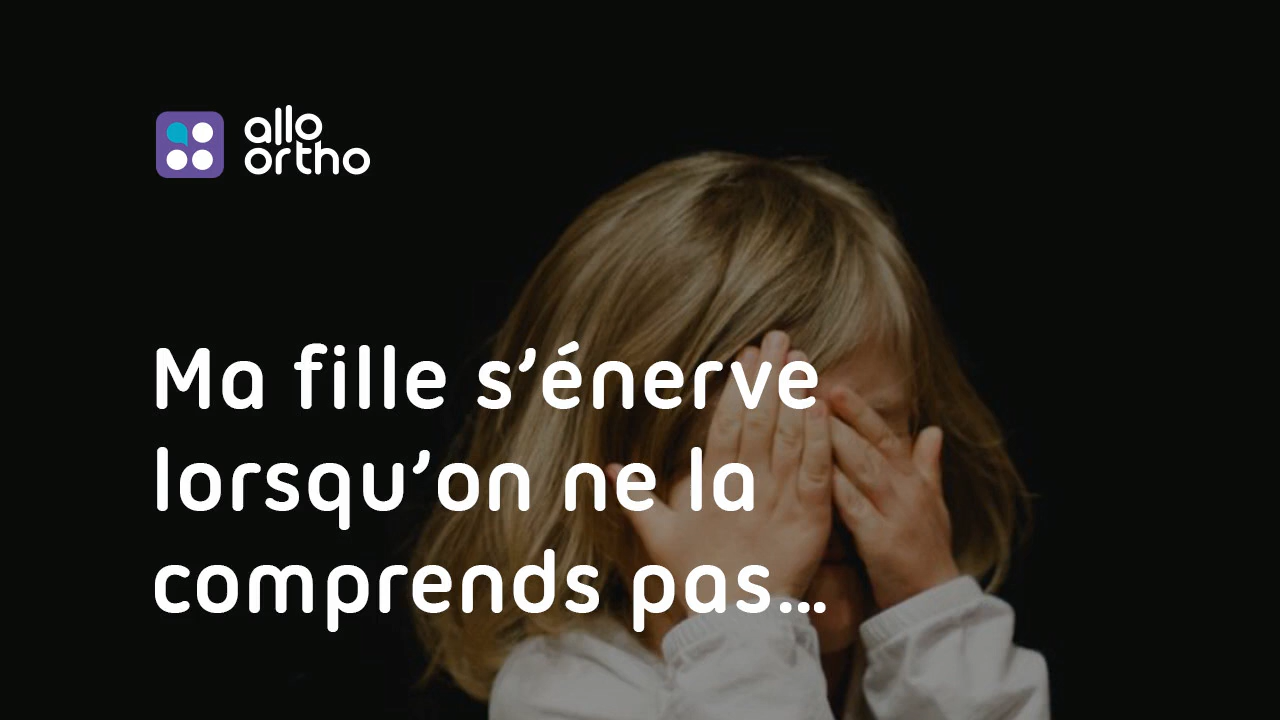 allo
ortho
Ma fille s’énerve
lorsqu’on ne la
comprends pas...